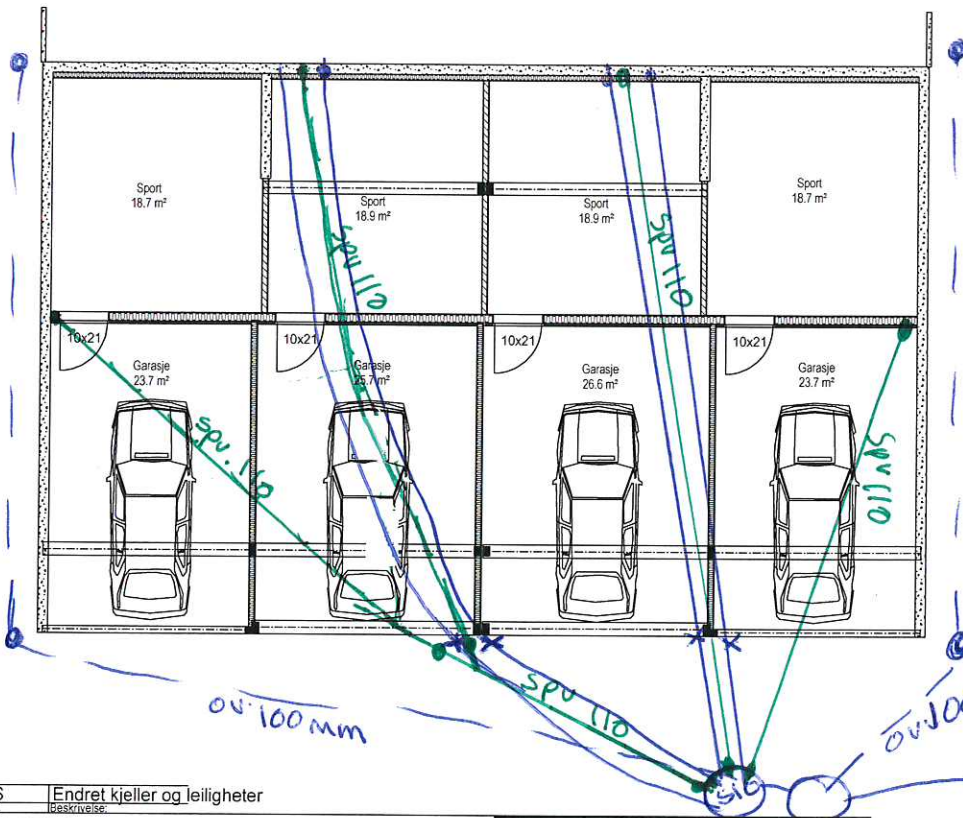 Sport
18.7 m²
Sport
18.9 m²
Sport
18.9 m²
Sport
18.7 m²
spv 110
spv 110
10x21
10x21
10x21
10x21
Garasje
23.7 m²
Garasje
25.7 m²
Garasje
26.6 m²
Garasje
23.7 m²
spv. 110
spv 110
spv 110
ov. 100 mm
Endret kjeller og leiligheter
Beskrivelse: